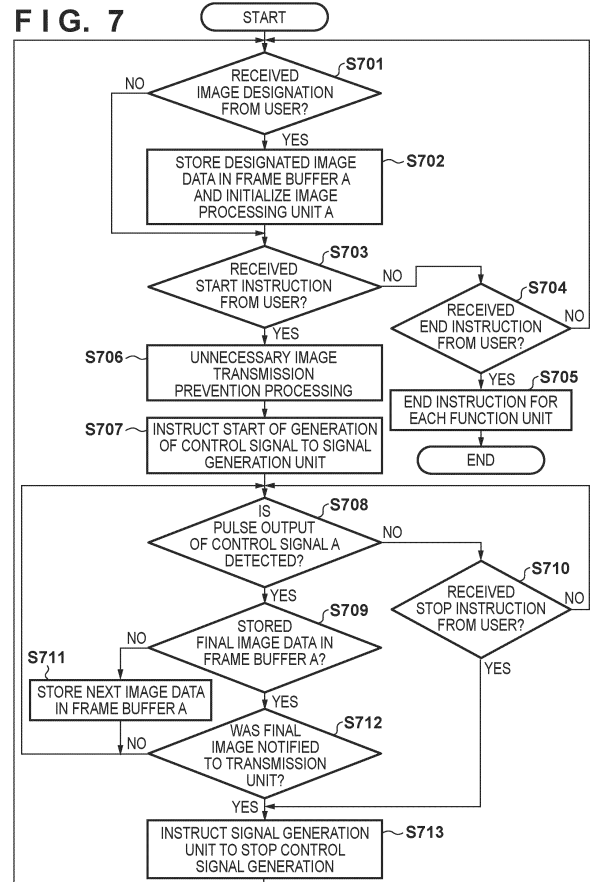 FIG. 7
START
S701
RECEIVED
IMAGE DESIGNATION
FROM USER?
NO
YES
S702
STORE DESIGNATED IMAGE
DATA IN FRAME BUFFER A
AND INITIALIZE IMAGE
PROCESSING UNIT A
S703
RECEIVED
START INSTRUCTION
FROM USER?
NO
YES
S704
RECEIVED
END INSTRUCTION
FROM USER?
NO
YES
S705
END INSTRUCTION FOR
EACH FUNCTION UNIT
END
S706
UNNECESSARY IMAGE
TRANSMISSION
PREVENTION PROCESSING
S707
INSTRUCT START OF GENERATION
OF CONTROL SIGNAL TO SIGNAL
GENERATION UNIT
S708
IS
PULSE OUTPUT
OF CONTROL SIGNAL A
DETECTED?
NO
YES
S710
RECEIVED
STOP INSTRUCTION
FROM USER?
NO
YES
S709
STORED
FINAL IMAGE DATA IN
FRAME BUFFER A?
NO
YES
S711
STORE NEXT IMAGE DATA
IN FRAME BUFFER A
S712
WAS FINAL
IMAGE NOTIFIED
TO TRANSMISSION
UNIT?
NO
YES
S713
INSTRUCT SIGNAL GENERATION
UNIT TO STOP CONTROL
SIGNAL GENERATION